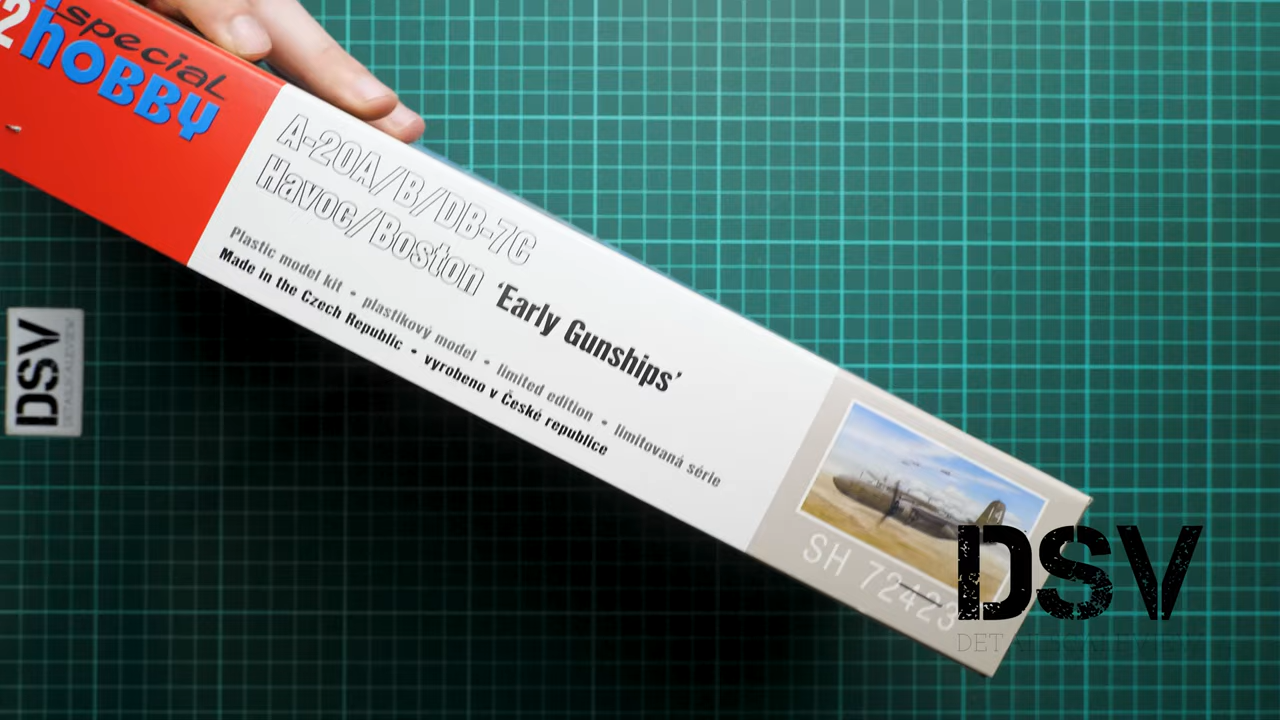 2
special
hOBBY
A-20A/B/DB-7C
Havoc/Boston 'Early Gunships'
Plastic model kit • plastikový model • limited edition • limitovaná série
Made in the Czech Republic • vyrobeno v České republice
SH 72423
DSV
DSV